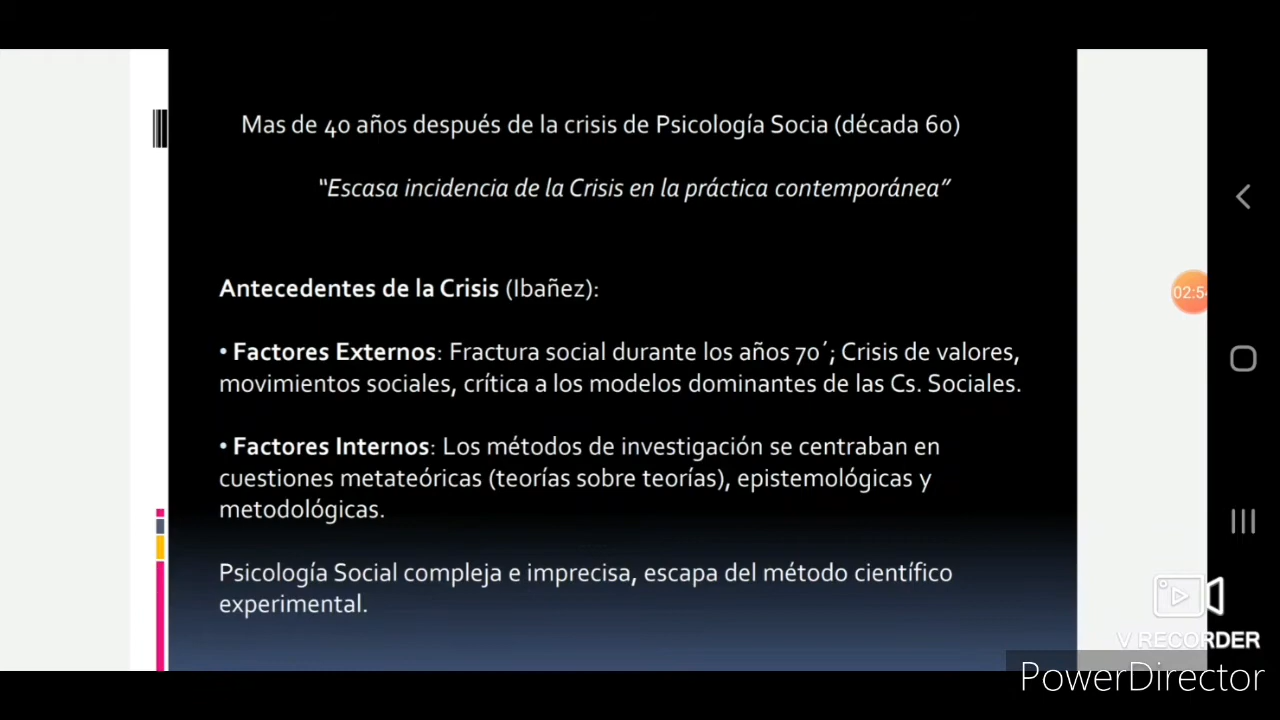 Mas de 40 años después de la crisis de Psicología Socia (década 60)
“Escasa incidencia de la Crisis en la práctica contemporánea”
Antecedentes de la Crisis (Ibañez):
• Factores Externos: Fractura social durante los años 70´; Crisis de valores,
movimientos sociales, crítica a los modelos dominantes de las Cs. Sociales.
• Factores Internos: Los métodos de investigación se centraban en
cuestiones metateóricas (teorías sobre teorías), epistemológicas y
metodológicas.
Psicología Social compleja e imprecisa, escapa del método científico
experimental.
02:54
V RECORDER
PowerDirector